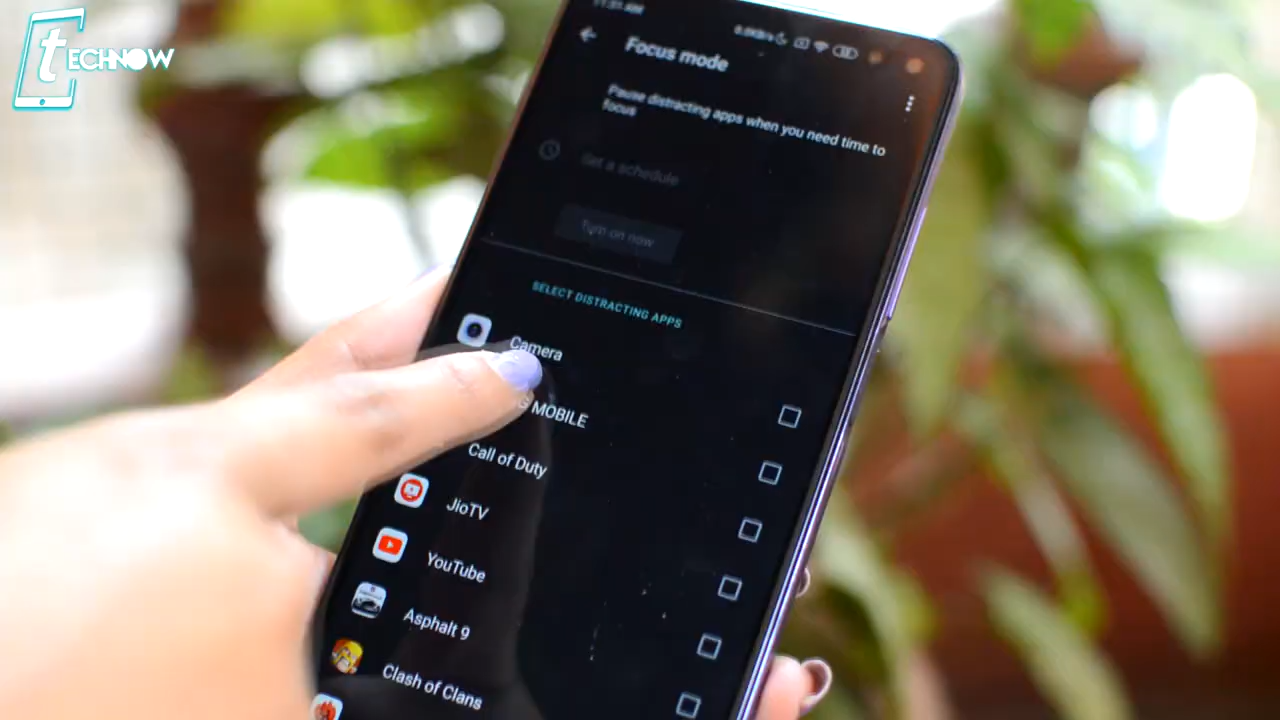 tECHNOW
Focus mode
Pause distracting apps when you need time to
focus
Set a schedule
Turn on now
SELECT DISTRACTING APPS
Camera
G MOBILE
Call of Duty
JioTV
YouTube
Asphalt 9
Clash of Clans